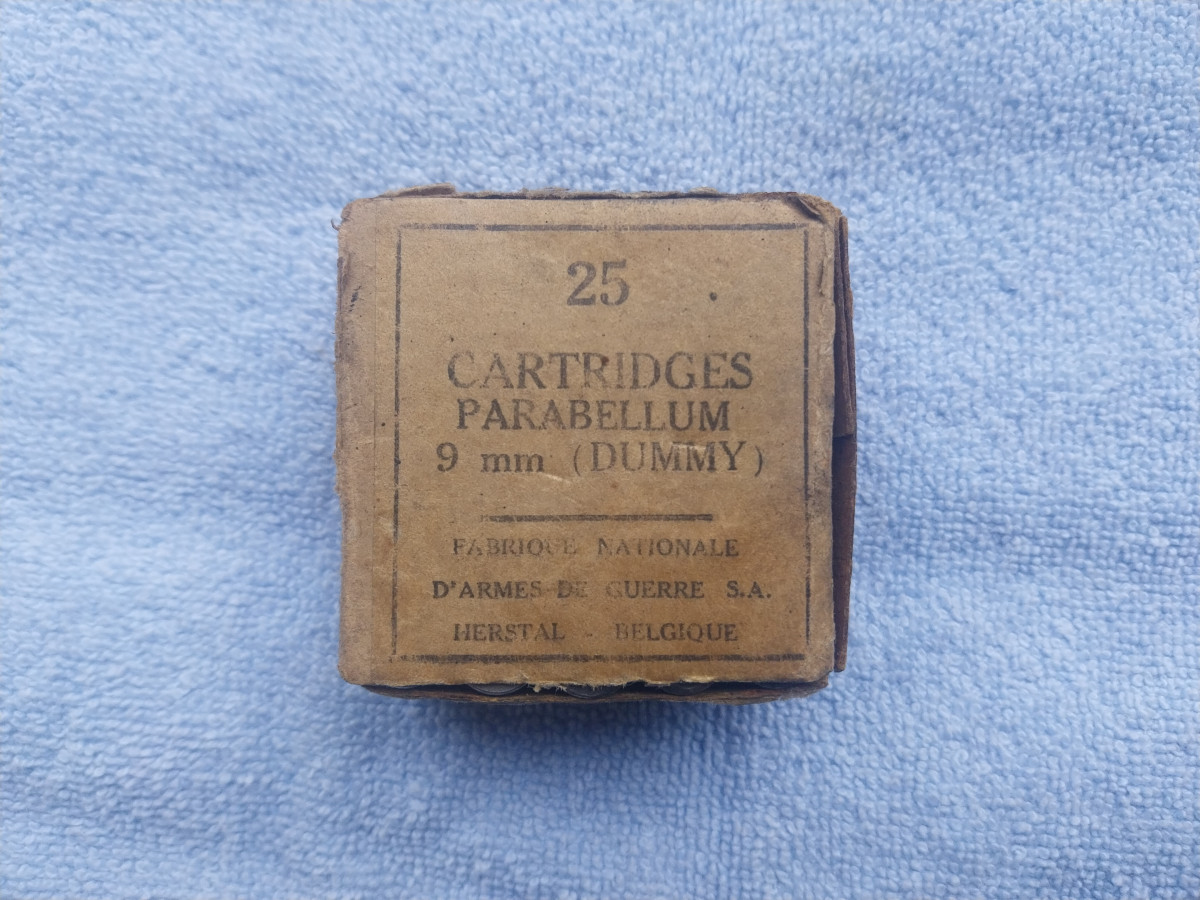 25
CARTRIDGES
PARABELLUM
9 mm (DUMMY)
FABRIQUE NATIONALE
D'ARMES DE GUERRE S.A.
HERSTAL - BELGIQUE